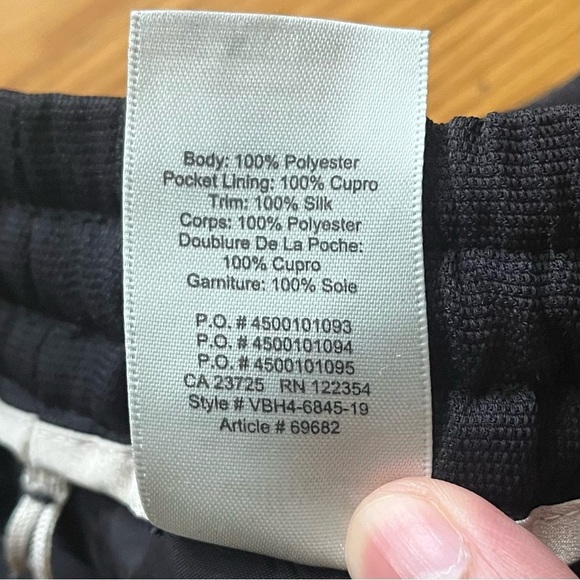 Body: 100% Polyester
Pocket Lining: 100% Cupro
Trim: 100% Silk
Corps: 100% Polyester
Doublure De La Poche:
100% Cupro
Garniture: 100% Soie
P.O. # 4500101093
P.O. # 4500101094
P.O. # 4500101095
CA 23725 RN 122354
Style # VBH4-6845-19
Article # 69682